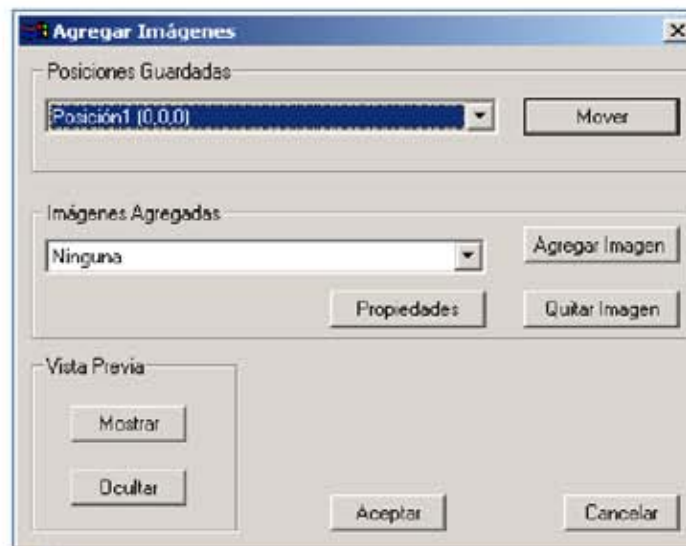 Agregar Imágenes
Posiciones Guardadas
Posición1 (0,0,0)
Mover
Imágenes Agregadas
Ninguna
Agregar Imagen
Propiedades
Quitar Imagen
Vista Previa
Mostrar
Ocultar
Aceptar
Cancelar